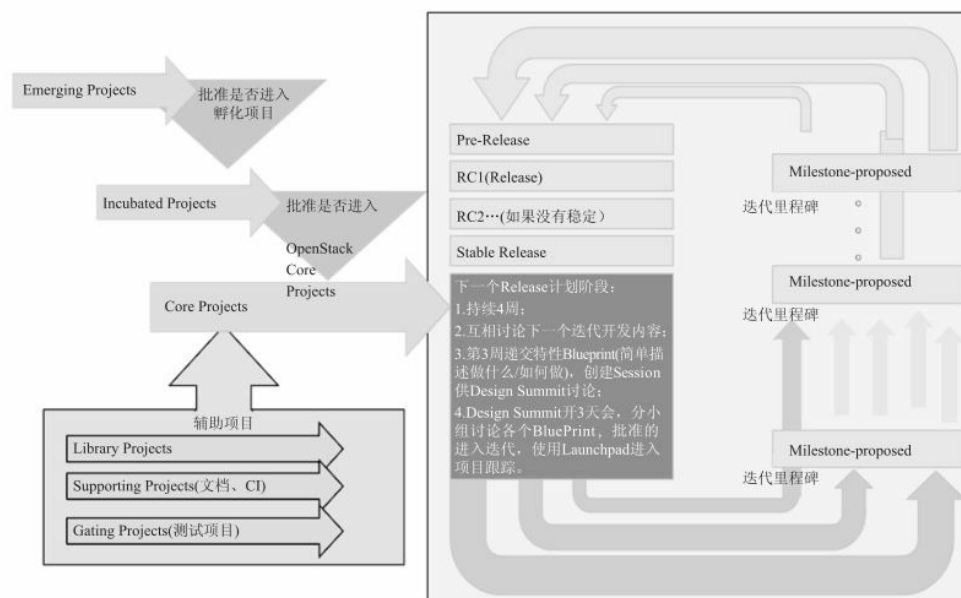 Emerging Projects
批准是否进入
孵化项目
Incubated Projects
批准是否进入
OpenStack
Core
Projects
Core Projects
辅助项目
Library Projects
Supporting Projects(文档、CI)
Gating Projects(测试项目)
Pre-Release
RC1(Release)
RC2…(如果没有稳定)
Stable Release
下一个Release计划阶段:
1.持续4周;
2.互相讨论下一个迭代开发内容;
3.第3周递交特性Blueprint(简单描
述做什么/如何做), 创建Session
供Design Summit讨论;
4.Design Summit开3天会, 分小
组讨论各个BluePrint, 批准的
进入迭代, 使用Launchpad进入
项目跟踪。
Milestone-proposed
迭代里程碑
Milestone-proposed
迭代里程碑
Milestone-proposed
迭代里程碑